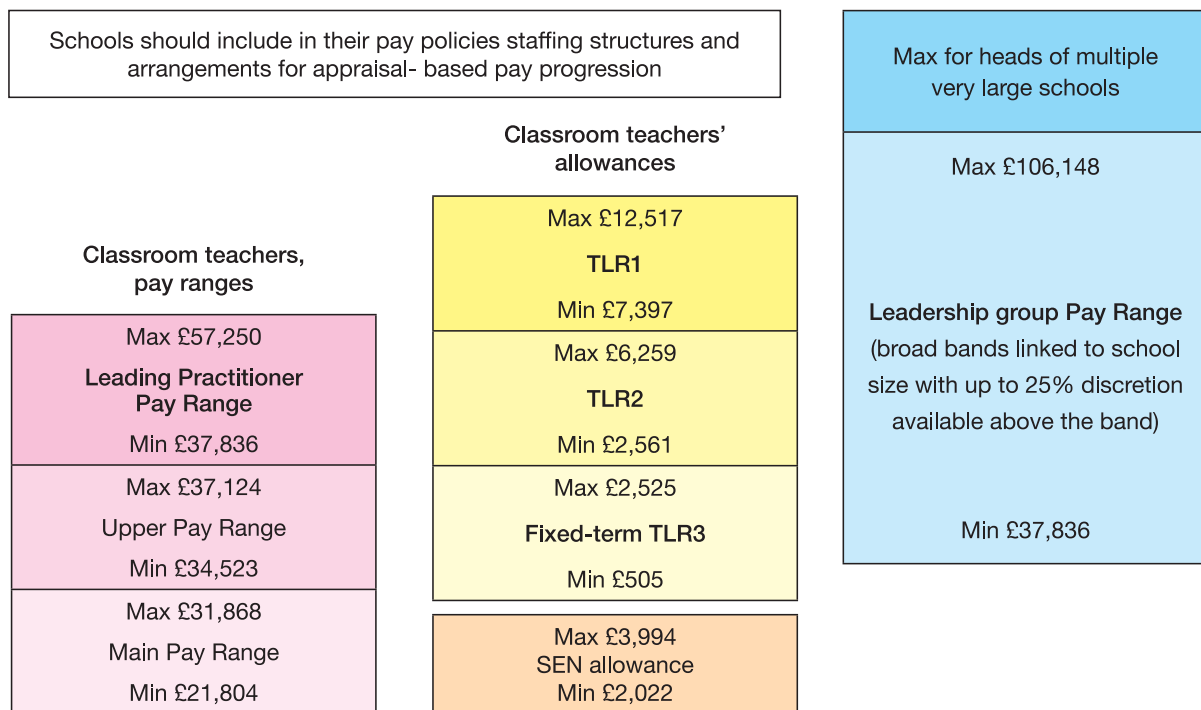 Schools should include in their pay policies staffing structures and
arrangements for appraisal- based pay progression
Classroom teachers,
pay ranges
Max £57,250
Leading Practitioner
Pay Range
Min £37,836
Max £37,124
Upper Pay Range
Min £34,523
Max £31,868
Main Pay Range
Min £21,804
Classroom teachers’
allowances
Max £12,517
TLR1
Min £7,397
Max £6,259
TLR2
Min £2,561
Max £2,525
Fixed-term TLR3
Min £505
Max £3,994
SEN allowance
Min £2,022
Max for heads of multiple
very large schools
Max £106,148
Leadership group Pay Range
(broad bands linked to school
size with up to 25% discretion
available above the band)
Min £37,836